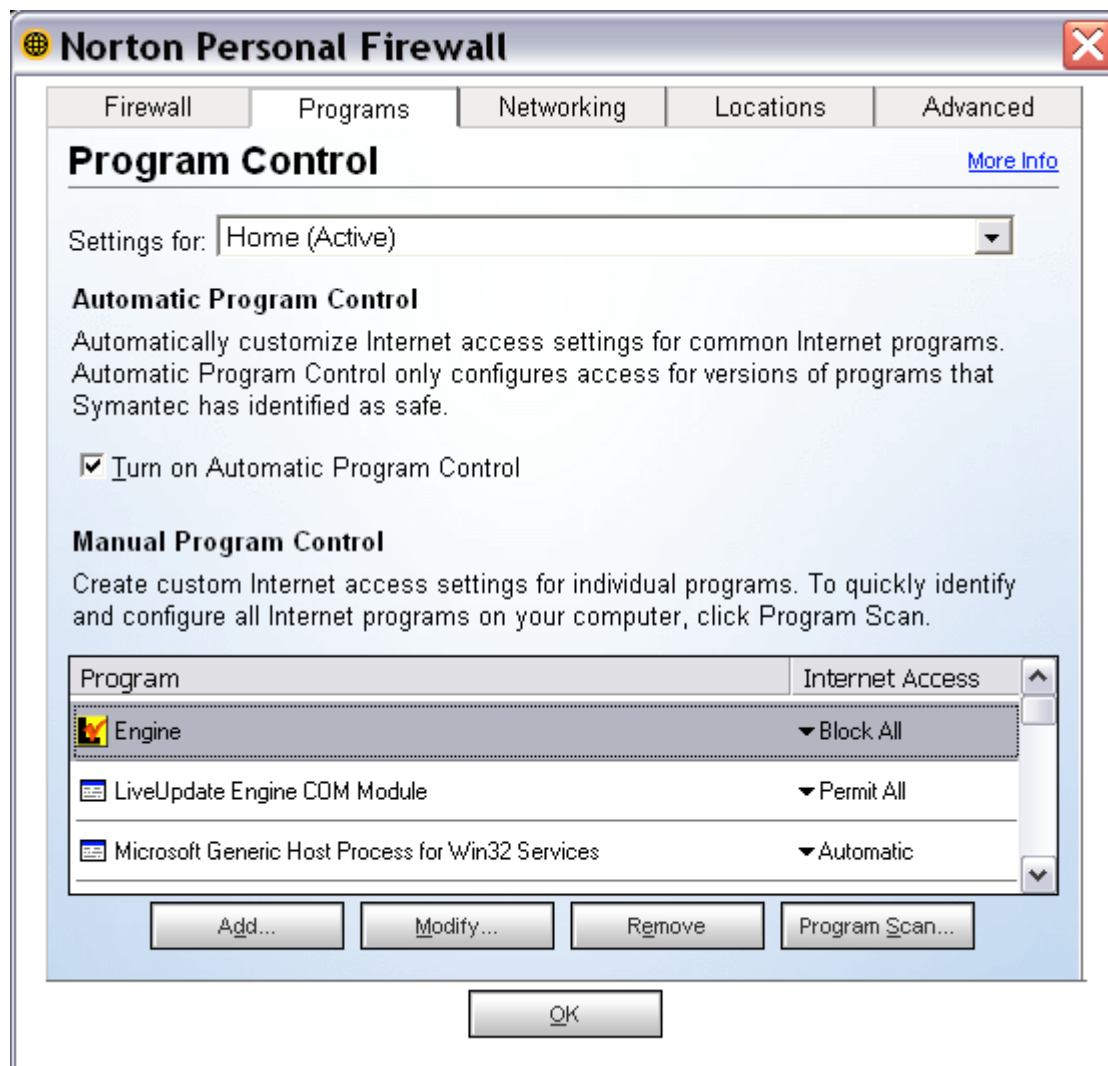 Norton Personal Firewall
Firewall Programs Networking Locations Advanced
Program Control More Info
Settings for: Home (Active)
Automatic Program Control
Automatically customize Internet access settings for common Internet programs.
Automatic Program Control only configures access for versions of programs that
Symantec has identified as safe.
Turn on Automatic Program Control
Manual Program Control
Create custom Internet access settings for individual programs. To quickly identify
and configure all Internet programs on your computer, click Program Scan.
Program Internet Access
Engine Block All
LiveUpdate Engine COM Module Permit All
Microsoft Generic Host Process for Win32 Services Automatic
Add... Modify... Remove Program Scan...
OK